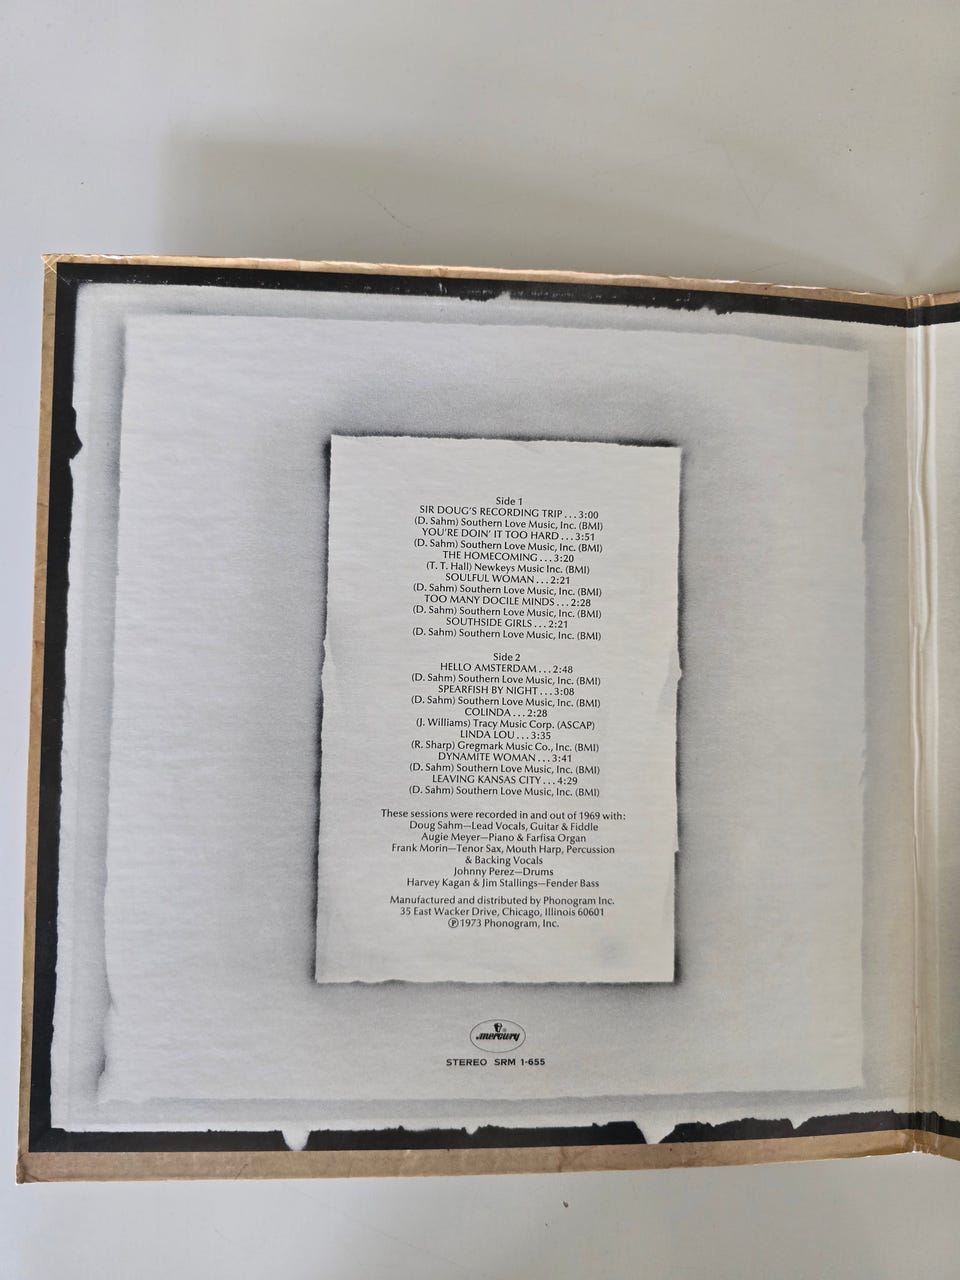 Side 1
SIR DOUG'S RECORDING TRIP...3:00
(D. Sahm) Southern Love Music, Inc. (BMI)
YOU'RE DOIN' IT TOO HARD...3:51
(D. Sahm) Southern Love Music, Inc. (BMI)
THE HOMECOMING...3:20
(T. T. Hall) Newkeys Music Inc. (BMI)
SOULFUL WOMAN...2:21
(D. Sahm) Southern Love Music, Inc. (BMI)
TOO MANY DOCILE MINDS...2:28
(D. Sahm) Southern Love Music, Inc. (BMI)
SOUTHSIDE GIRLS...2:21
(D. Sahm) Southern Love Music, Inc. (BMI)
Side 2
HELLO AMSTERDAM...2:48
(D. Sahm) Southern Love Music, Inc. (BMI)
SPEARFISH BY NIGHT...3:08
(D. Sahm) Southern Love Music, Inc. (BMI)
COLINDA...2:28
(J. Williams) Tracy Music Corp. (ASCAP)
LINDA LOU...3:35
(R. Sharp) Gregmark Music Co., Inc. (BMI)
DYNAMITE WOMAN...3:41
(D. Sahm) Southern Love Music, Inc. (BMI)
LEAVING KANSAS CITY...4:29
(D. Sahm) Southern Love Music, Inc. (BMI)
These sessions were recorded in and out of 1969 with:
Doug Sahm—Lead Vocals, Guitar & Fiddle
Augie Meyer—Piano & Farfisa Organ
Frank Morin—Tenor Sax, Mouth Harp, Percussion
& Backing Vocals
Johnny Perez—Drums
Harvey Kagan & Jim Stallings—Fender Bass
Manufactured and distributed by Phonogram Inc.
35 East Wacker Drive, Chicago, Illinois 60601
℗1973 Phonogram, Inc.
mercury®
STEREO SRM 1-655